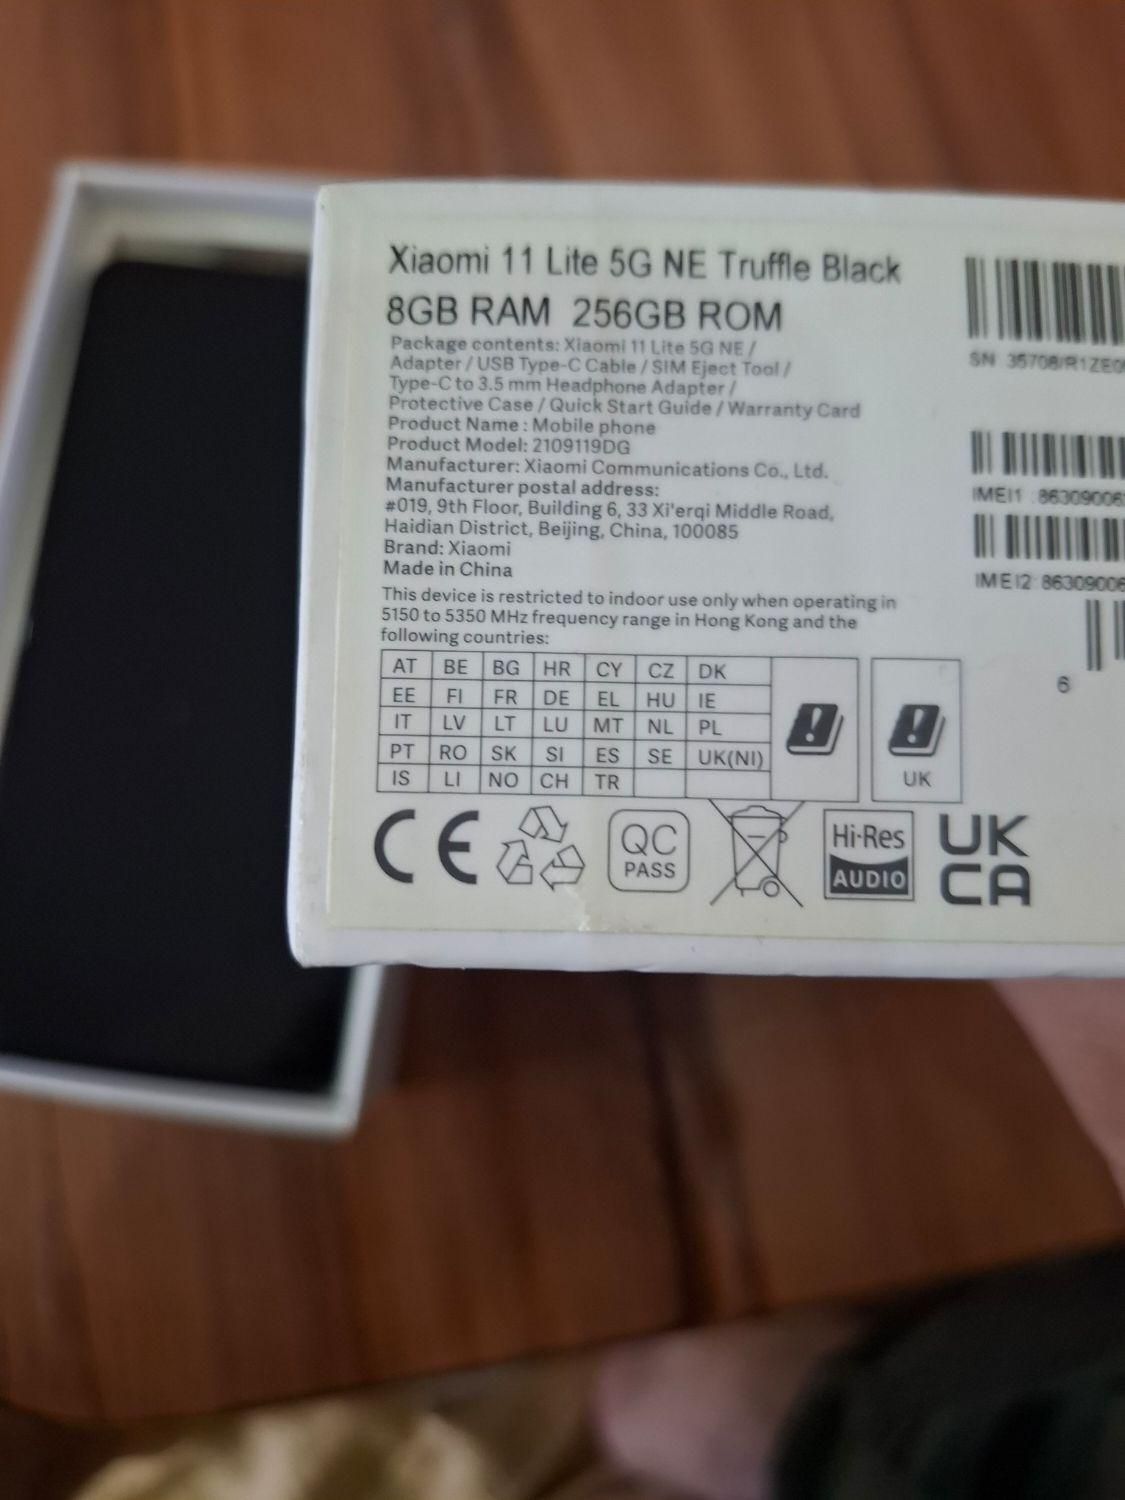 Xiaomi 11 Lite 5G NE Truffle Black
8GB RAM 256GB ROM
Package contents: Xiaomi 11 Lite 5G NE /
Adapter / USB Type-C Cable / SIM Eject Tool /
Type-C to 3.5 mm Headphone Adapter /
Protective Case / Quick Start Guide / Warranty Card
Product Name : Mobile phone
Product Model: 2109119DG
Manufacturer: Xiaomi Communications Co., Ltd.
Manufacturer postal address:
#019, 9th Floor, Building 6, 33 Xi'erqi Middle Road,
Haidian District, Beijing, China, 100085
Brand: Xiaomi
Made in China
This device is restricted to indoor use only when operating in
5150 to 5350 MHz frequency range in Hong Kong and the
following countries:
AT BE BG HR CY CZ DK
EE FI FR DE EL HU IE
IT LV LT LU MT NL PL
PT RO SK SI ES SE UK(NI)
IS LI NO CH TR
UK
CE
QC
PASS
Hi-Res
AUDIO
UK
CA
SN 35708/R1ZE0
IMEI1 : 86309006
IMEI2: 86309006
6